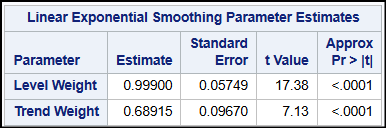 Linear Exponential Smoothing Parameter Estimates
Parameter Estimate Standard Error t Value Approx Pr > |t|
Level Weight 0.99900 0.05749 17.38 <.0001
Trend Weight 0.68915 0.09670 7.13 <.0001